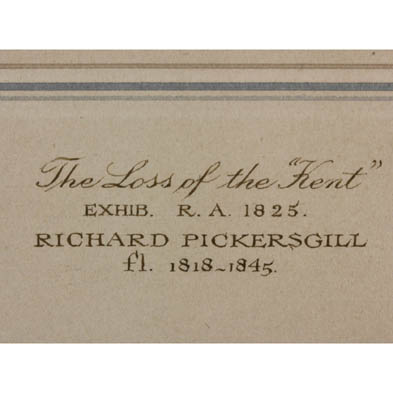 The Loss of the "Kent"
EXHIB. R.A. 1825.
RICHARD PICKERSGILL
fl. 1818-1845.